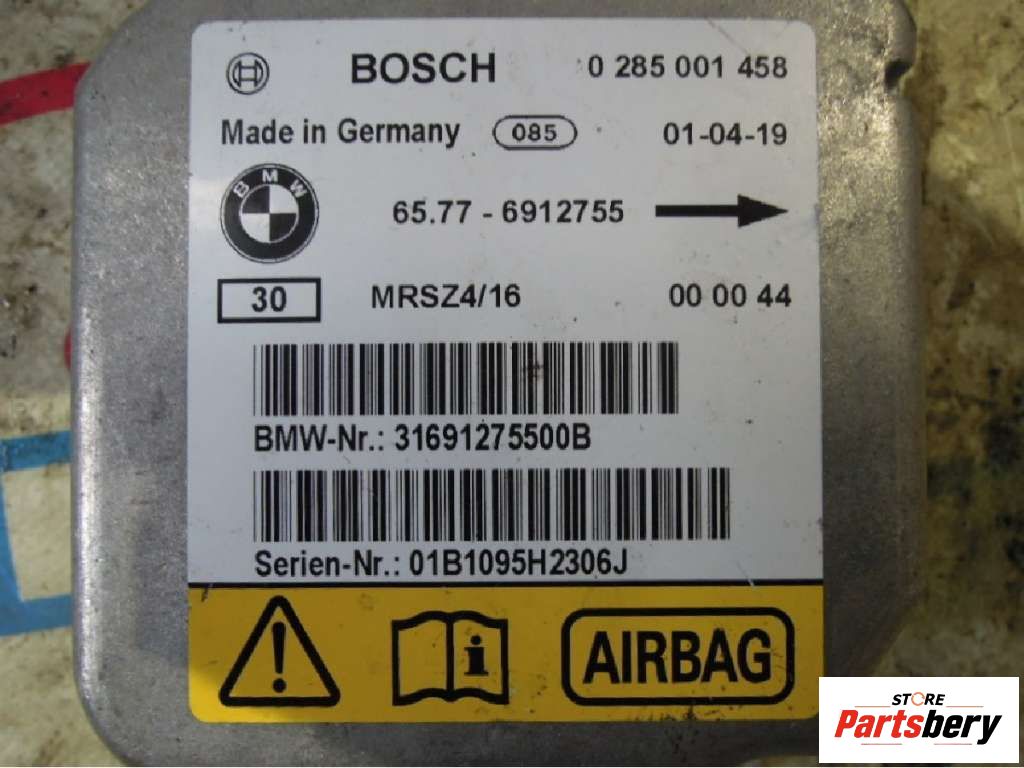 BOSCH 0 285 001 458
Made in Germany 085 01-04-19
BMW 65.77 - 6912755
30 MRSZ4/16 00 00 44
BMW-Nr.: 31691275500B
Serien-Nr.: 01B1095H2306J
AIRBAG
STORE
Partsbery